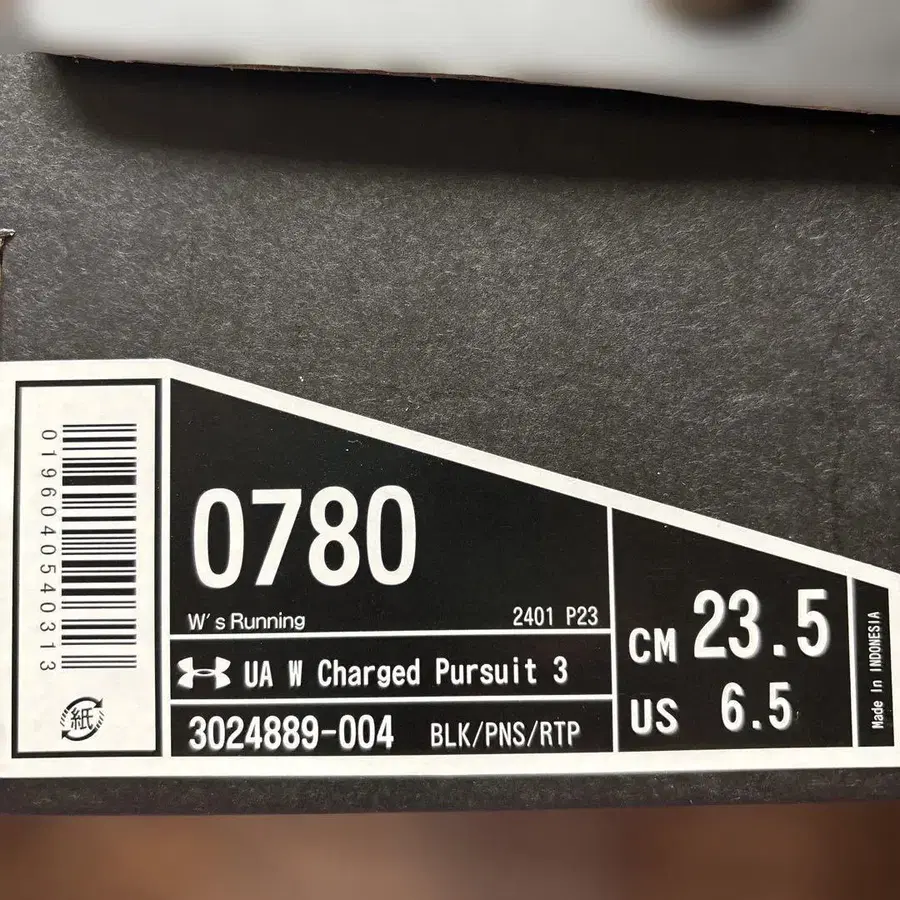 0196040540313
紙
0780
W's Running 2401 P23
UA W Charged Pursuit 3
3024889-004 BLK/PNS/RTP
CM 23.5
US 6.5
Made In INDONESIA